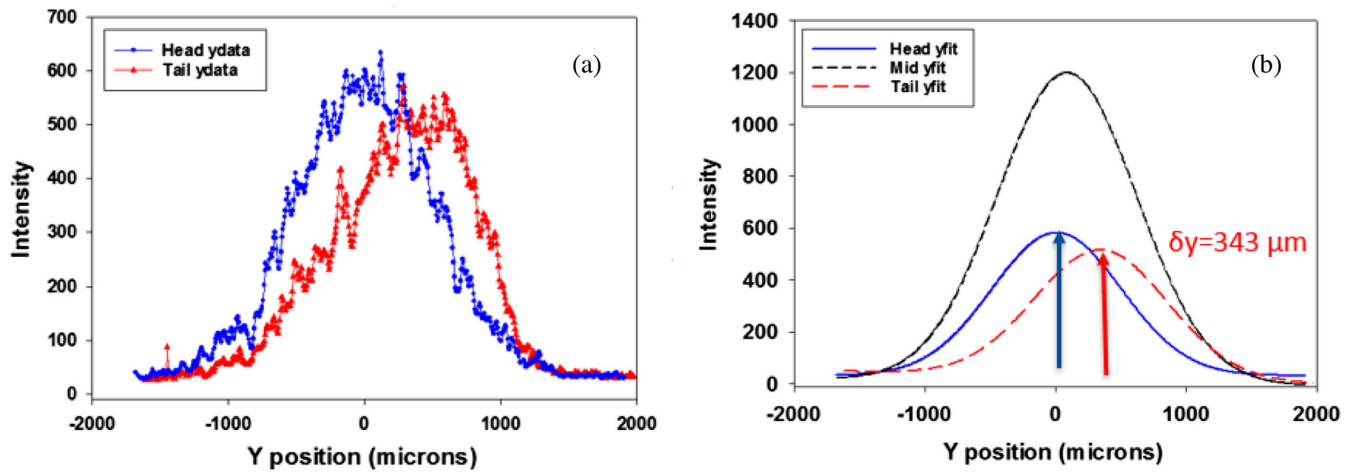 700
600
500
400
300
200
100
0
Intensity
Head ydata
Tail ydata
(a)
-2000 -1000 0 1000 2000
Y position (microns)
1400
1200
1000
800
600
400
200
0
Intensity
Head yfit
Mid yfit
Tail yfit
(b)
δy=343 µm
-2000 -1000 0 1000 2000
Y position (microns)